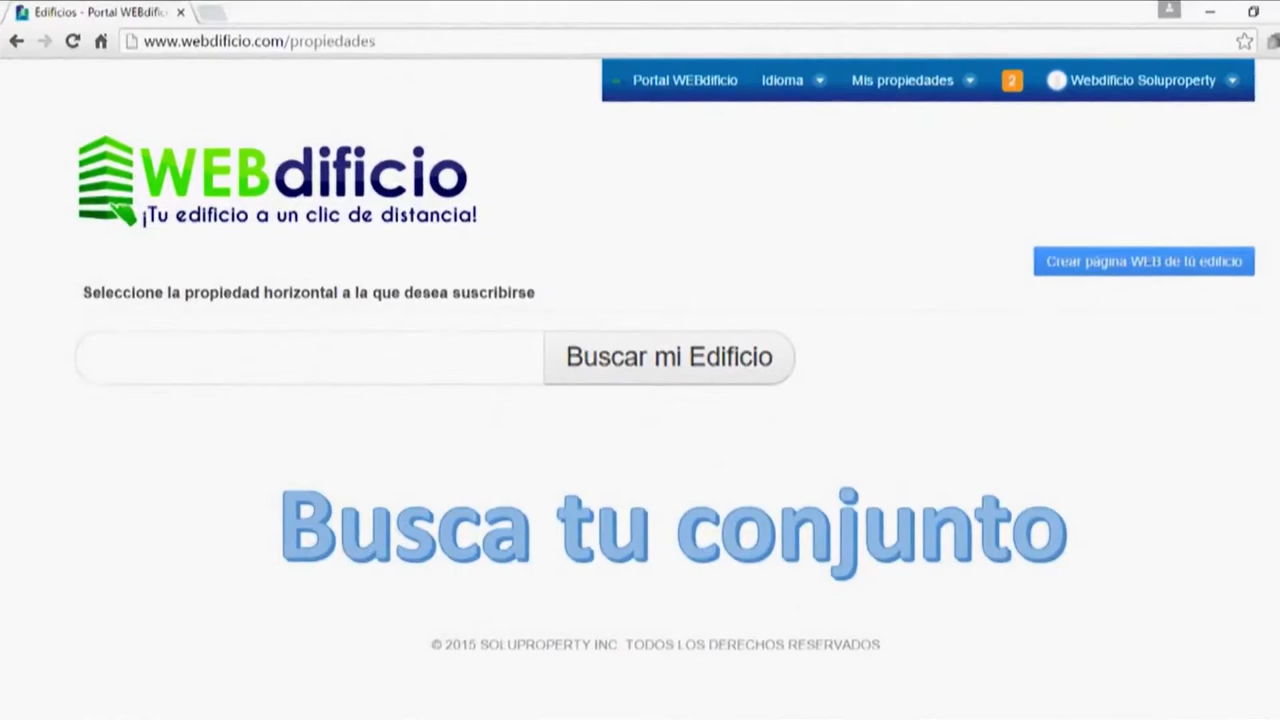 Edificios - Portal WEBdific
www.webdificio.com/propiedades
Portal WEBdificio Idioma Mis propiedades 2 Webdificio Soluproperty
WEBdificio
¡Tu edificio a un clic de distancia!
Crear página WEB de tú edificio
Seleccione la propiedad horizontal a la que desea suscribirse
Buscar mi Edificio
Busca tu conjunto
© 2015 SOLUPROPERTY INC TODOS LOS DERECHOS RESERVADOS